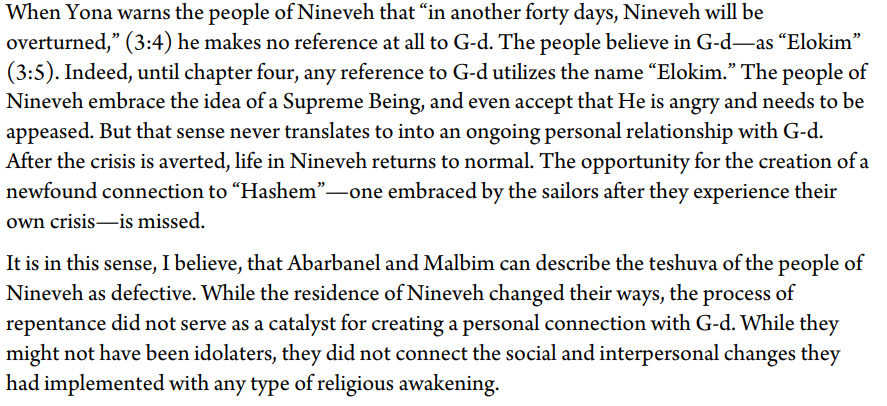 When Yona warns the people of Nineveh that “in another forty days, Nineveh will be
overturned,” (3:4) he makes no reference at all to G-d. The people believe in G-d—as “Elokim”
(3:5). Indeed, until chapter four, any reference to G-d utilizes the name “Elokim.” The people of
Nineveh embrace the idea of a Supreme Being, and even accept that He is angry and needs to be
appeased. But that sense never translates to into an ongoing personal relationship with G-d.
After the crisis is averted, life in Nineveh returns to normal. The opportunity for the creation of a
newfound connection to “Hashem”—one embraced by the sailors after they experience their
own crisis—is missed.
It is in this sense, I believe, that Abarbanel and Malbim can describe the teshuva of the people of
Nineveh as defective. While the residence of Nineveh changed their ways, the process of
repentance did not serve as a catalyst for creating a personal connection with G-d. While they
might not have been idolaters, they did not connect the social and interpersonal changes they
had implemented with any type of religious awakening.